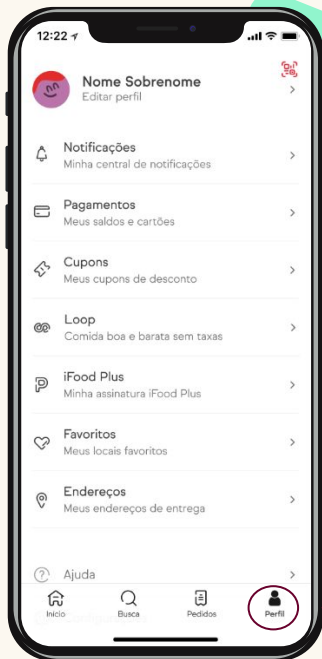 12:22
Nome Sobrenome
Editar perfil
Notificações
Minha central de notificações
Pagamentos
Meus saldos e cartões
Cupons
Meus cupons de desconto
Loop
Comida boa e barata sem taxas
iFood Plus
Minha assinatura iFood Plus
Favoritos
Meus locais favoritos
Endereços
Meus endereços de entrega
Ajuda
Início
Busca
Pedidos
Perfil